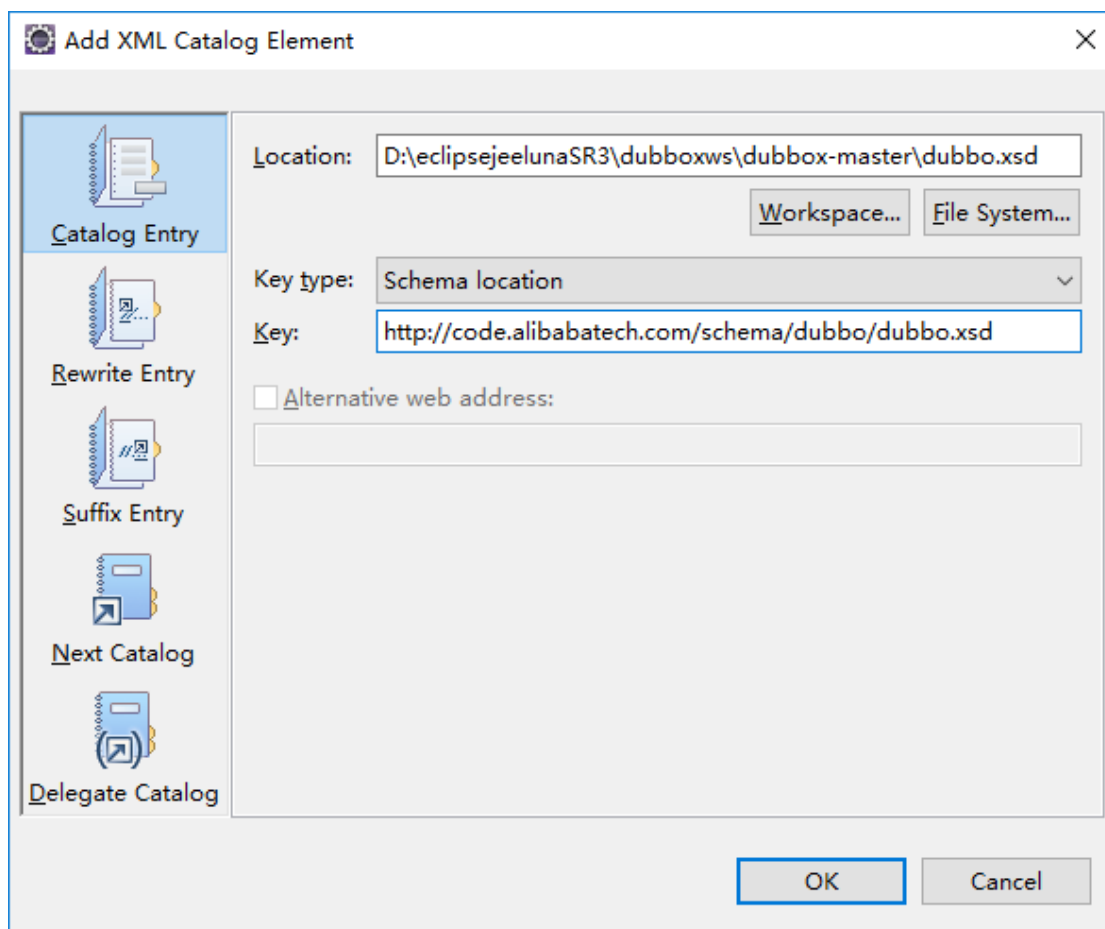 Add XML Catalog Element
Catalog Entry
Rewrite Entry
Suffix Entry
Next Catalog
Delegate Catalog
Location: D:\eclipsejeelunaSR3\dubboxws\dubbox-master\dubbo.xsd
Workspace... File System...
Key type: Schema location
Key: http://code.alibabatech.com/schema/dubbo/dubbo.xsd
Alternative web address:
OK Cancel